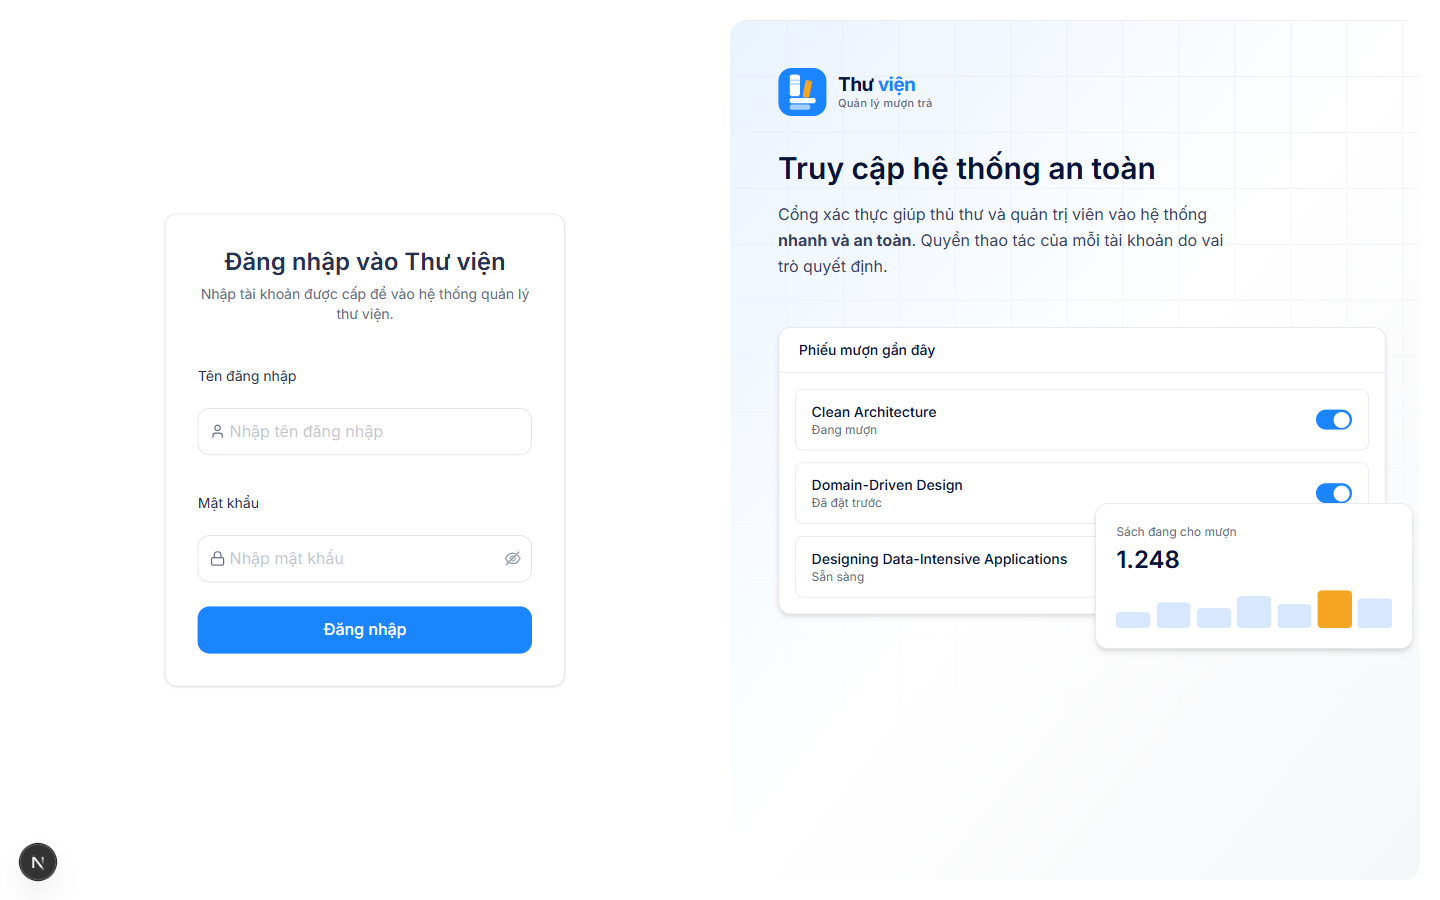 Đăng nhập vào Thư viện
Nhập tài khoản được cấp để vào hệ thống quản lý
thư viện.
Tên đăng nhập
Nhập tên đăng nhập
Mật khẩu
Nhập mật khẩu
Đăng nhập
N
Thư viện
Quản lý mượn trả
Truy cập hệ thống an toàn
Cổng xác thực giúp thủ thư và quản trị viên vào hệ thống
nhanh và an toàn. Quyền thao tác của mỗi tài khoản do vai
trò quyết định.
Phiếu mượn gần đây
Clean Architecture
Đang mượn
Domain-Driven Design
Đã đặt trước
Designing Data-Intensive Applications
Sẵn sàng
Sách đang cho mượn
1.248